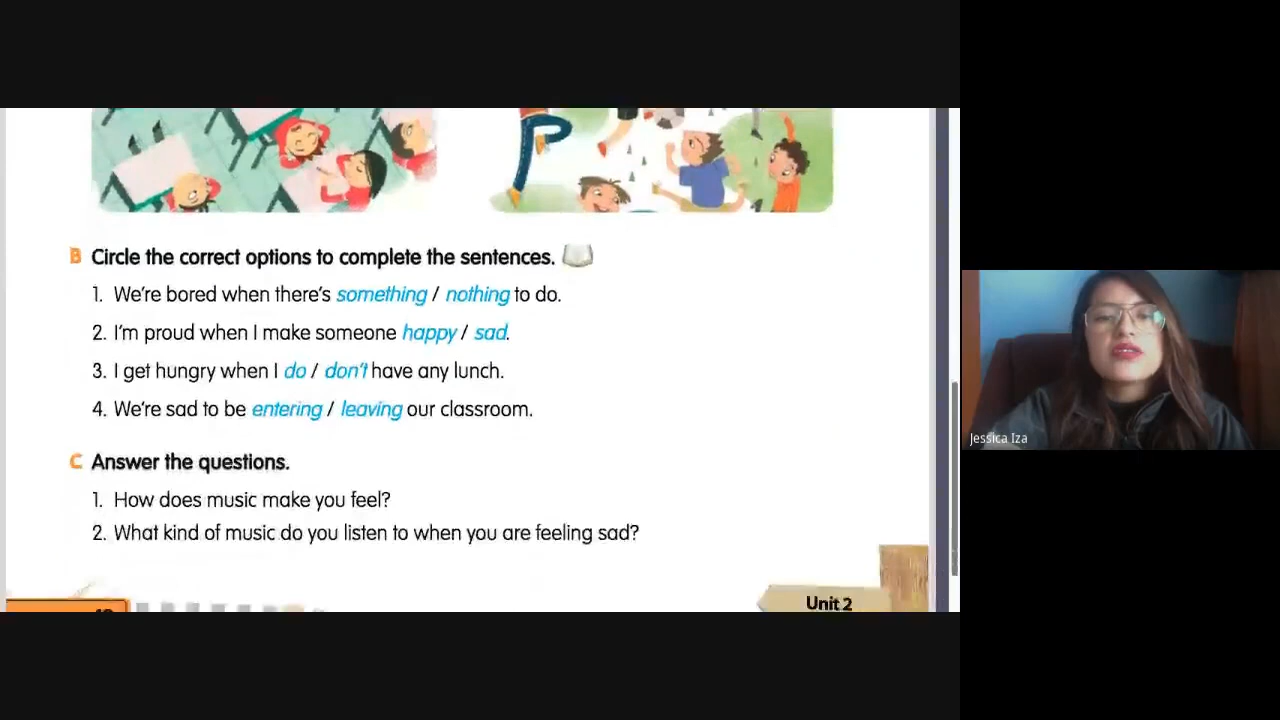 B Circle the correct options to complete the sentences.
1. We're bored when there's something / nothing to do.
2. I'm proud when I make someone happy / sad.
3. I get hungry when I do / don't have any lunch.
4. We're sad to be entering / leaving our classroom.
C Answer the questions.
1. How does music make you feel?
2. What kind of music do you listen to when you are feeling sad?
Unit 2
Jessica Iza